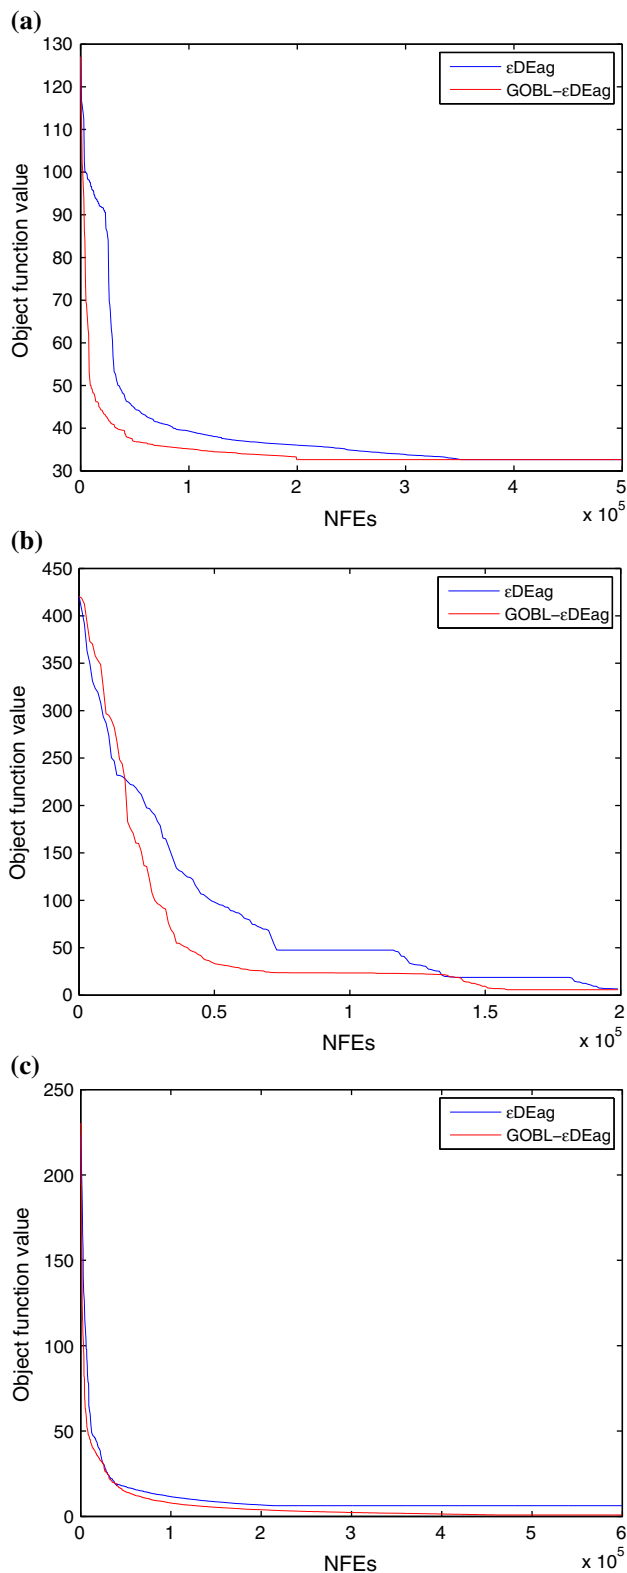 (a)
130
120
110
100
90
80
70
60
50
40
30
Object function value
εDEag
GOBL–εDEag
0
1
2
3
4
5
x 10^5
NFEs
(b)
450
400
350
300
250
200
150
100
50
0
Object function value
εDEag
GOBL–εDEag
0
0.5
1
1.5
2
x 10^5
NFEs
(c)
250
200
150
100
50
0
Object function value
εDEag
GOBL–εDEag
0
1
2
3
4
5
6
x 10^5
NFEs